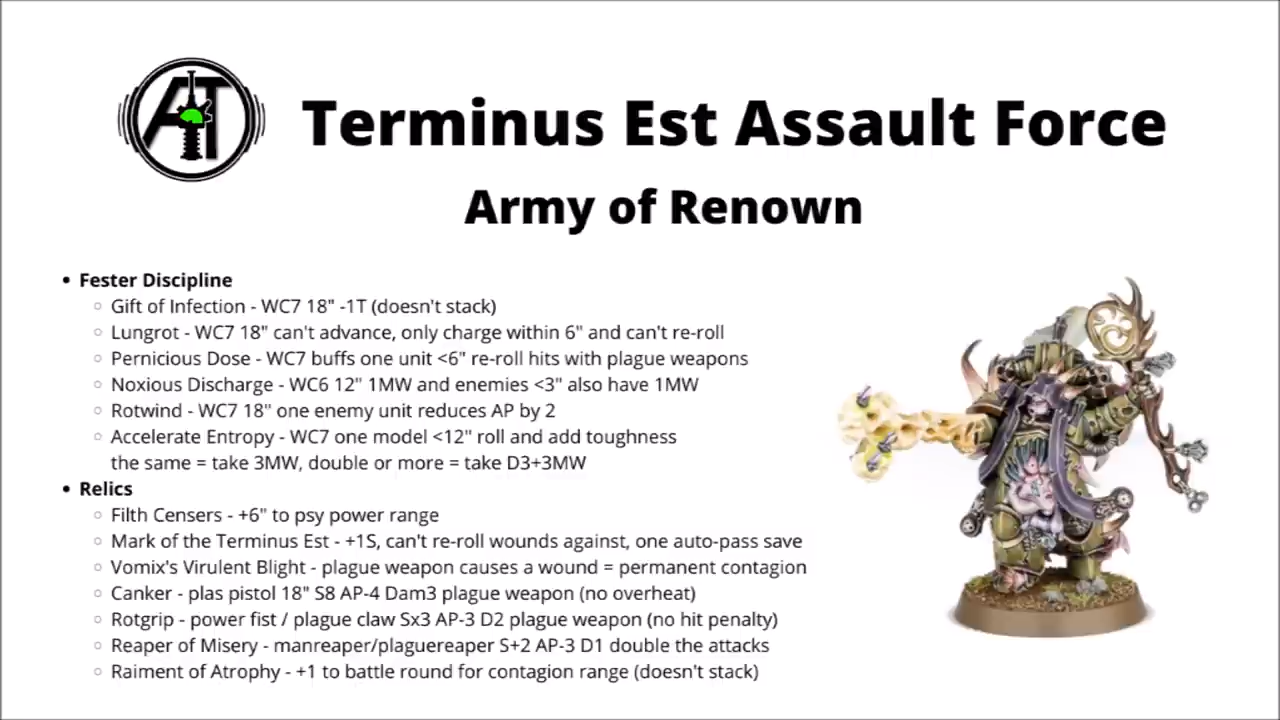 AT
Terminus Est Assault Force
Army of Renown
• Fester Discipline
○ Gift of Infection - WC7 18" -1T (doesn't stack)
○ Lungrot - WC7 18" can't advance, only charge within 6" and can't re-roll
○ Pernicious Dose - WC7 buffs one unit <6" re-roll hits with plague weapons
○ Noxious Discharge - WC6 12" 1MW and enemies <3" also have 1MW
○ Rotwind - WC7 18" one enemy unit reduces AP by 2
○ Accelerate Entropy - WC7 one model <12" roll and add toughness
the same = take 3MW, double or more = take D3+3MW
• Relics
○ Filth Censers - +6" to psy power range
○ Mark of the Terminus Est - +1S, can't re-roll wounds against, one auto-pass save
○ Vomix's Virulent Blight - plague weapon causes a wound = permanent contagion
○ Canker - plas pistol 18" S8 AP-4 Dam3 plague weapon (no overheat)
○ Rotgrip - power fist / plague claw Sx3 AP-3 D2 plague weapon (no hit penalty)
○ Reaper of Misery - manreaper/plaguereaper S+2 AP-3 D1 double the attacks
○ Raiment of Atrophy - +1 to battle round for contagion range (doesn't stack)